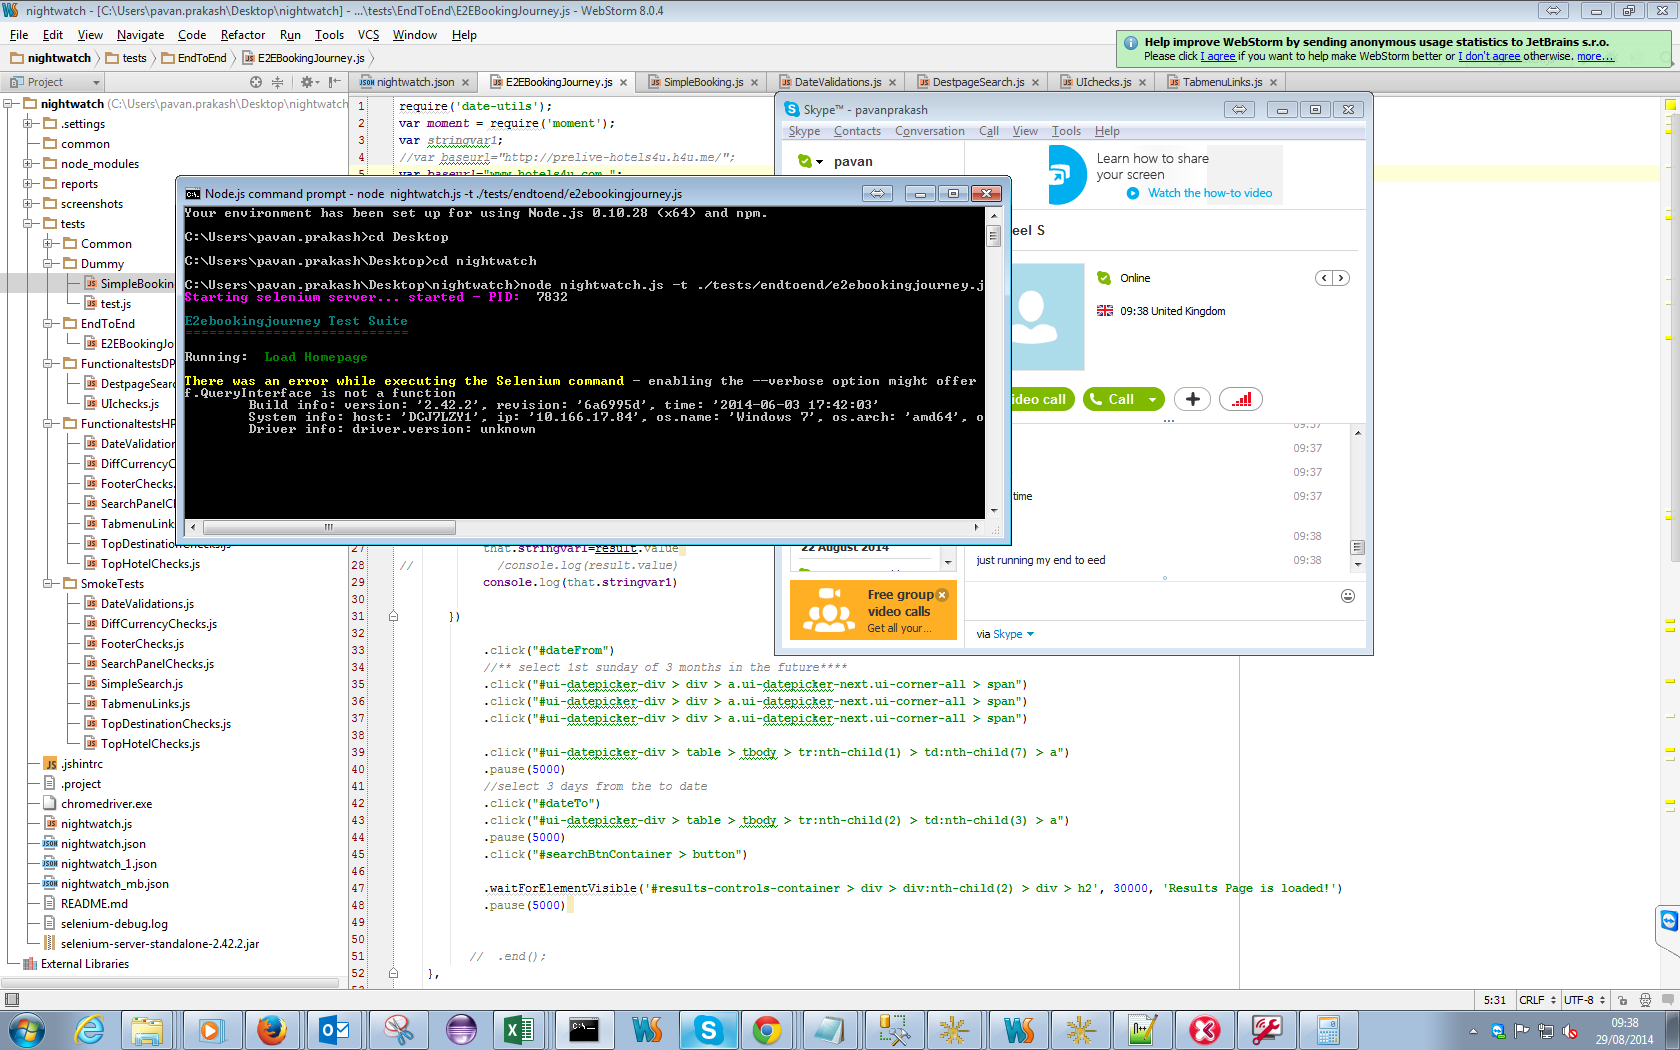 nightwatch - [C:\Users\pavan.prakash\Desktop\nightwatch] - ...\tests\EndToEnd\E2EBookingJourney.js - WebStorm 8.0.4
File Edit View Navigate Code Refactor Run Tools VCS Window Help
nightwatch tests EndToEnd E2EBookingJourney.js
Help improve WebStorm by sending anonymous usage statistics to JetBrains s.r.o.
Please click I agree if you want to help make WebStorm better or I don't agree otherwise. more...
Project
nightwatch.json E2EBookingJourney.js SimpleBooking.js DateValidations.js DestpageSearch.js UIchecks.js TabmenuLinks.js
nightwatch (C:\Users\pavan.prakash\Desktop\nightwatch
.settings
common
node_modules
reports
screenshots
tests
Common
Dummy
SimpleBookin
test.js
EndToEnd
E2EBookingJo
FunctionaltestsDP
DestpageSear
UIchecks.js
FunctionaltestsHP
DateValidation
DiffCurrencyC
FooterChecks.
SearchPanelCl
TabmenuLink
TopDestinationChecks.js
TopHotelChecks.js
SmokeTests
DateValidations.js
DiffCurrencyChecks.js
FooterChecks.js
SearchPanelChecks.js
SimpleSearch.js
TabmenuLinks.js
TopDestinationChecks.js
TopHotelChecks.js
.jshintrc
.project
chromedriver.exe
nightwatch.js
nightwatch.json
nightwatch_1.json
nightwatch_mb.json
README.md
selenium-debug.log
selenium-server-standalone-2.42.2.jar
External Libraries
1 require('date-utils');
2 var moment = require('moment');
3 var stringvar1;
4 //var baseurl="http://prelive-hotels4u.h4u.me/";
5 var baseurl="www.hotels4u.com ";
Node.js command prompt - node nightwatch.js -t ./tests/endtoend/e2ebookingjourney.js
Your environment has been set up for using Node.js 0.10.28 (x64) and npm.
C:\Users\pavan.prakash>cd Desktop
C:\Users\pavan.prakash\Desktop>cd nightwatch
C:\Users\pavan.prakash\Desktop\nightwatch>node nightwatch.js -t ./tests/endtoend/e2ebookingjourney.j
Starting selenium server... started - PID: 7832
E2ebookingjourney Test Suite
============================
Running: Load Homepage
There was an error while executing the Selenium command - enabling the --verbose option might offer
f.QueryInterface is not a function
Build info: version: '2.42.2', revision: '6a6995d', time: '2014-06-03 17:42:03'
System info: host: 'DCJ7LZY1', ip: '10.166.17.84', os.name: 'Windows 7', os.arch: 'amd64', o
Driver info: driver.version: unknown
Skype™ - pavanprakash
Skype Contacts Conversation Call View Tools Help
pavan
Learn how to share
your screen
Watch the how-to video
eel S
Online
09:38 United Kingdom
ideo call
Call
09:37
09:37
09:37
time 09:37
09:38
just running my end to eed 09:38
22 August 2014
Free group
video calls
Get all your...
via Skype
27 that.stringvar1=result.value
28 // /console.log(result.value)
29 console.log(that.stringvar1)
30
31 })
32
33 .click("#dateFrom")
34 //** select 1st sunday of 3 months in the future****
35 .click("#ui-datepicker-div > div > a.ui-datepicker-next.ui-corner-all > span")
36 .click("#ui-datepicker-div > div > a.ui-datepicker-next.ui-corner-all > span")
37 .click("#ui-datepicker-div > div > a.ui-datepicker-next.ui-corner-all > span")
38
39 .click("#ui-datepicker-div > table > tbody > tr:nth-child(1) > td:nth-child(7) > a")
40 .pause(5000)
41 //select 3 days from the to date
42 .click("#dateTo")
43 .click("#ui-datepicker-div > table > tbody > tr:nth-child(2) > td:nth-child(3) > a")
44 .pause(5000)
45 .click("#searchBtnContainer > button")
46
47 .waitForElementVisible('#results-controls-container > div > div:nth-child(2) > div > h2', 30000, 'Results Page is loaded!')
48 .pause(5000)
49
50
51 // .end();
52 },
5:31 CRLF UTF-8
09:38
29/08/2014